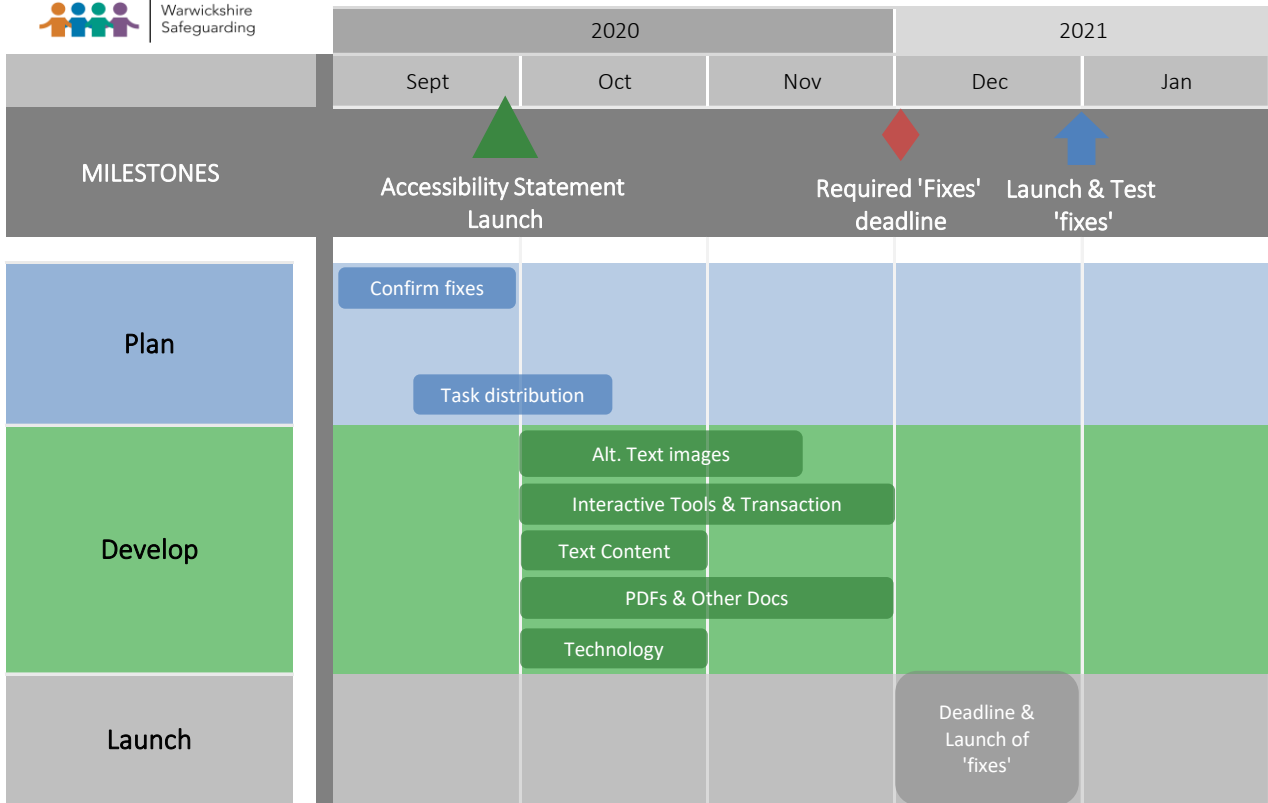 Warwickshire
Safeguarding
2020
2021
Sept
Oct
Nov
Dec
Jan
MILESTONES
Accessibility Statement
Launch
Required 'Fixes'
deadline
Launch & Test
'fixes'
Plan
Confirm fixes
Task distribution
Develop
Alt. Text images
Interactive Tools & Transaction
Text Content
PDFs & Other Docs
Technology
Launch
Deadline &
Launch of
'fixes'